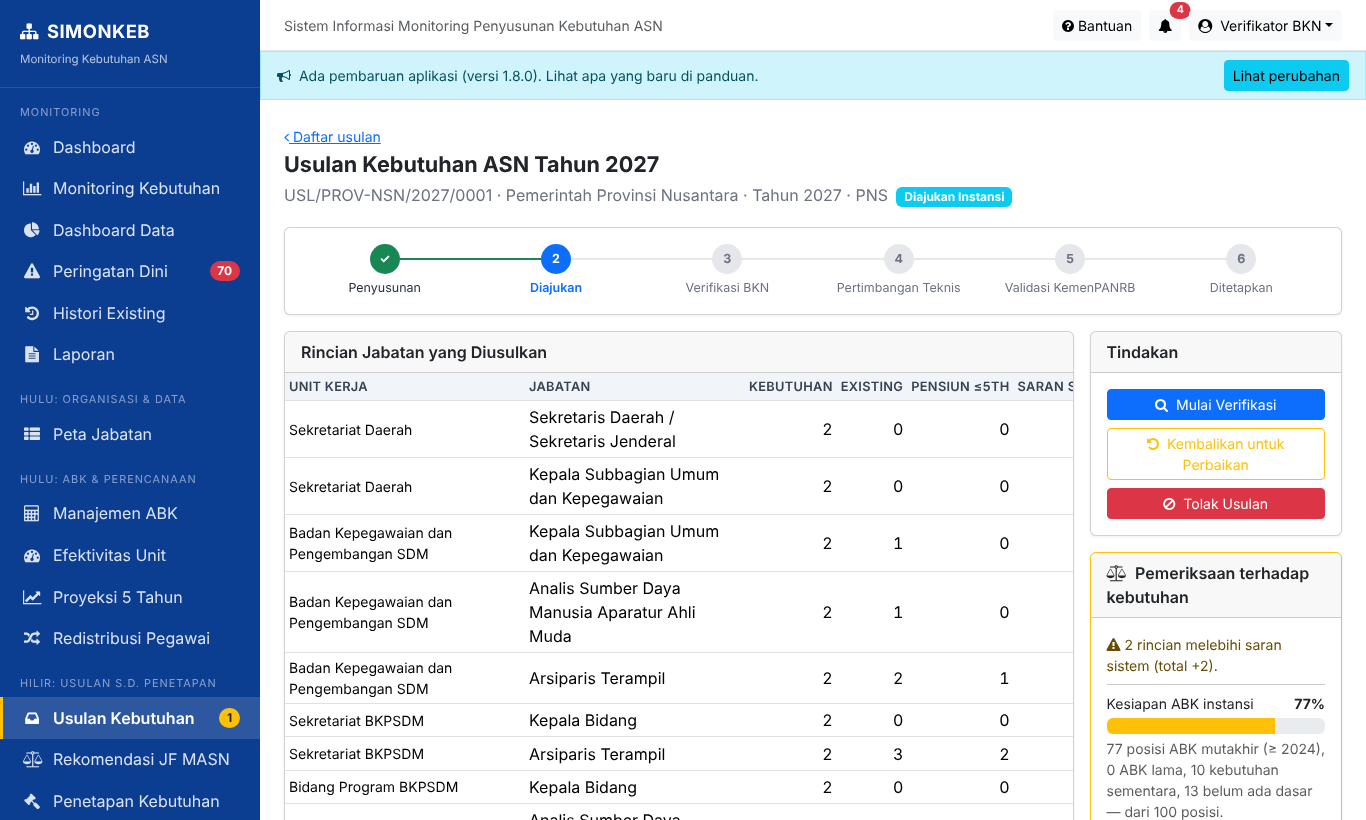 SIMONKEB
Monitoring Kebutuhan ASN
MONITORING
Dashboard
Monitoring Kebutuhan
Dashboard Data
Peringatan Dini 70
Histori Existing
Laporan
HULU: ORGANISASI & DATA
Peta Jabatan
HULU: ABK & PERENCANAAN
Manajemen ABK
Efektivitas Unit
Proyeksi 5 Tahun
Redistribusi Pegawai
HILIR: USULAN S.D. PENETAPAN
Usulan Kebutuhan 1
Rekomendasi JF MASN
Penetapan Kebutuhan
Sistem Informasi Monitoring Penyusunan Kebutuhan ASN
Bantuan
4
Verifikator BKN
Ada pembaruan aplikasi (versi 1.8.0). Lihat apa yang baru di panduan.
Lihat perubahan
Daftar usulan
Usulan Kebutuhan ASN Tahun 2027
USL/PROV-NSN/2027/0001 · Pemerintah Provinsi Nusantara · Tahun 2027 · PNS Diajukan Instansi
2 3 4 5 6
Penyusunan Diajukan Verifikasi BKN Pertimbangan Teknis Validasi KemenPANRB Ditetapkan
Rincian Jabatan yang Diusulkan
UNIT KERJA JABATAN KEBUTUHAN EXISTING PENSIUN ≤5TH SARAN S
Sekretariat Daerah
Sekretaris Daerah /
Sekretaris Jenderal
2 0 0
Sekretariat Daerah
Kepala Subbagian Umum
dan Kepegawaian
2 0 0
Badan Kepegawaian dan
Pengembangan SDM
Kepala Subbagian Umum
dan Kepegawaian
2 1 0
Badan Kepegawaian dan
Pengembangan SDM
Analis Sumber Daya
Manusia Aparatur Ahli
Muda
2 1 0
Badan Kepegawaian dan
Pengembangan SDM
Arsiparis Terampil
2 2 1
Sekretariat BKPSDM Kepala Bidang 2 0 0
Sekretariat BKPSDM Arsiparis Terampil 2 3 2
Bidang Program BKPSDM Kepala Bidang 2 0 0
Analis Sumber Daya
Tindakan
Mulai Verifikasi
Kembalikan untuk
Perbaikan
Tolak Usulan
Pemeriksaan terhadap
kebutuhan
2 rincian melebihi saran
sistem (total +2).
Kesiapan ABK instansi 77%
77 posisi ABK mutakhir (≥ 2024),
0 ABK lama, 10 kebutuhan
sementara, 13 belum ada dasar
— dari 100 posisi.